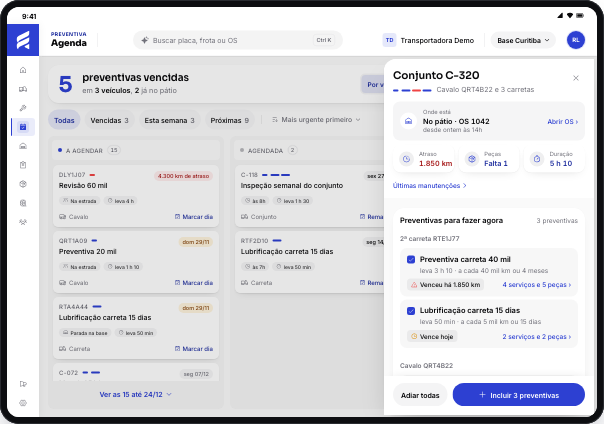 9:41
PREVENTIVA
Agenda
Buscar placa, frota ou OS
Ctrl K
TD Transportadora Demo
Base Curitiba
RL
5 preventivas vencidas
em 3 veículos, 2 já no pátio
Por v
Todas
Vencidas 3
Esta semana 3
Próximas 9
Mais urgente primeiro
A AGENDAR 15
DLY1J07
4.300 km de atraso
Revisão 60 mil
Na estrada
leva 4 h
Cavalo
Marcar dia
QRT1A09
dom 29/11
Preventiva 20 mil
Na estrada
leva 1 h 10
Cavalo
Marcar dia
RTA4A44
dom 29/11
Lubrificação carreta 15 dias
Parada na base
leva 50 min
Carreta
Marcar dia
C-072
seg 07/12
Ver as 15 até 24/12
AGENDADA 2
C-118
sex 27
Inspeção semanal do conjunto
às 8h
leva 1 h 30
Conjunto
Rema
RTF2D10
seg 14/
Lubrificação carreta 15 dias
às 7h
leva 50 min
Carreta
Rema
Conjunto C-320
Cavalo QRT4B22 e 3 carretas
Onde está
No pátio · OS 1042
desde ontem às 14h
Abrir OS
Atraso
1.850 km
Peças
Falta 1
Duração
5 h 10
Últimas manutenções
Preventivas para fazer agora
3 preventivas
2ª carreta RTE1J77
Preventiva carreta 40 mil
leva 3 h 10 · a cada 40 mil km ou 4 meses
Venceu há 1.850 km
4 serviços e 5 peças
Lubrificação carreta 15 dias
leva 50 min · a cada 5 mil km ou 15 dias
Vence hoje
2 serviços e 2 peças
Cavalo QRT4B22
Adiar todas
Incluir 3 preventivas